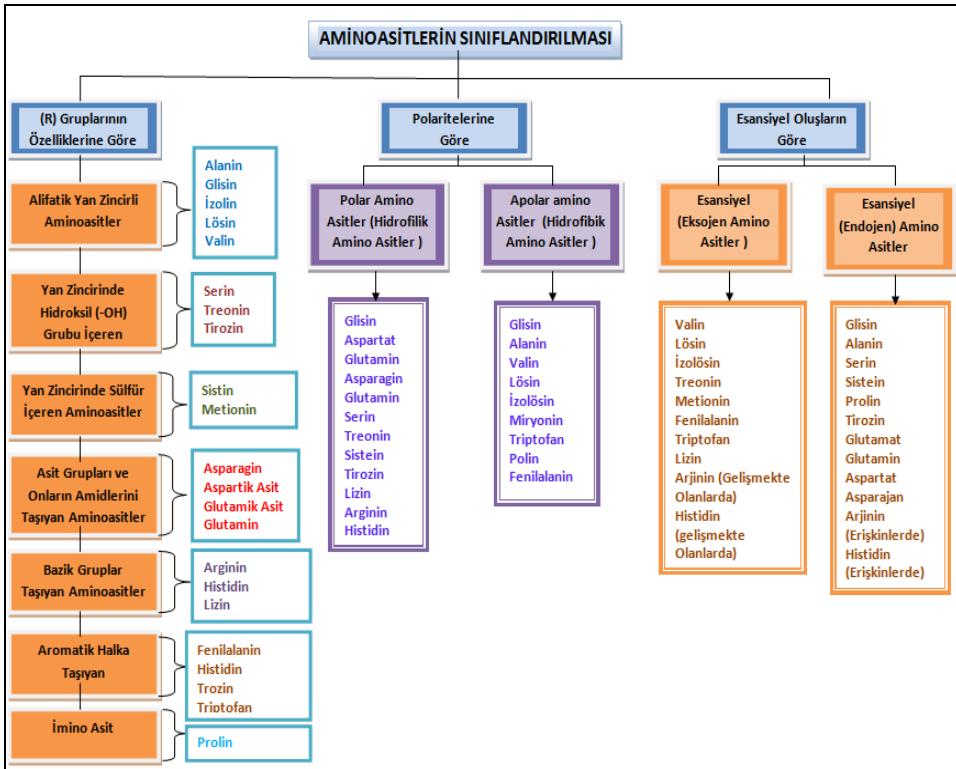 AMİNOASİTLERİN SINIFLANDIRILMASI
(R) Gruplarının
Özelliklerine Göre
Alifatik Yan Zincirli
Aminoasitler
Alanin
Glisin
İzolin
Lösin
Valin
Yan Zincirinde
Hidroksil (-OH)
Grubu İçeren
Serin
Treonin
Tirozin
Yan Zincirinde Sülfür
İçeren Aminoasitler
Sistin
Metionin
Asit Grupları ve
Onların Amidlerini
Taşıyan Aminoasitler
Asparagin
Aspartik Asit
Glutamik Asit
Glutamin
Bazik Gruplar
Taşıyan Aminoasitler
Arginin
Histidin
Lizin
Aromatik Halka
Taşıyan
Fenilalanin
Histidin
Trozin
Triptofan
İmino Asit
Prolin
Polaritelerine
Göre
Polar Amino
Asitler (Hidrofilik
Amino Asitler )
Glisin
Aspartat
Glutamin
Asparagin
Glutamin
Serin
Treonin
Sistein
Tirozin
Lizin
Arginin
Histidin
Apolar amino
Asitler (Hidrofibik
Amino Asitler )
Glisin
Alanin
Valin
Lösin
İzolösin
Miryonin
Triptofan
Polin
Fenilalanin
Esansiyel Oluşların
Göre
Esansiyel
(Eksojen Amino
Asitler )
Valin
Lösin
İzolösin
Treonin
Metionin
Fenilalanin
Triptofan
Lizin
Arjinin (Gelişmekte
Olanlarda)
Histidin
(gelişmekte
Olanlarda)
Esansiyel
(Endojen) Amino
Asitler
Glisin
Alanin
Serin
Sistein
Prolin
Tirozin
Glutamat
Glutamin
Aspartat
Asparajan
Arjinin
(Erişkinlerde)
Histidin
(Erişkinlerde)